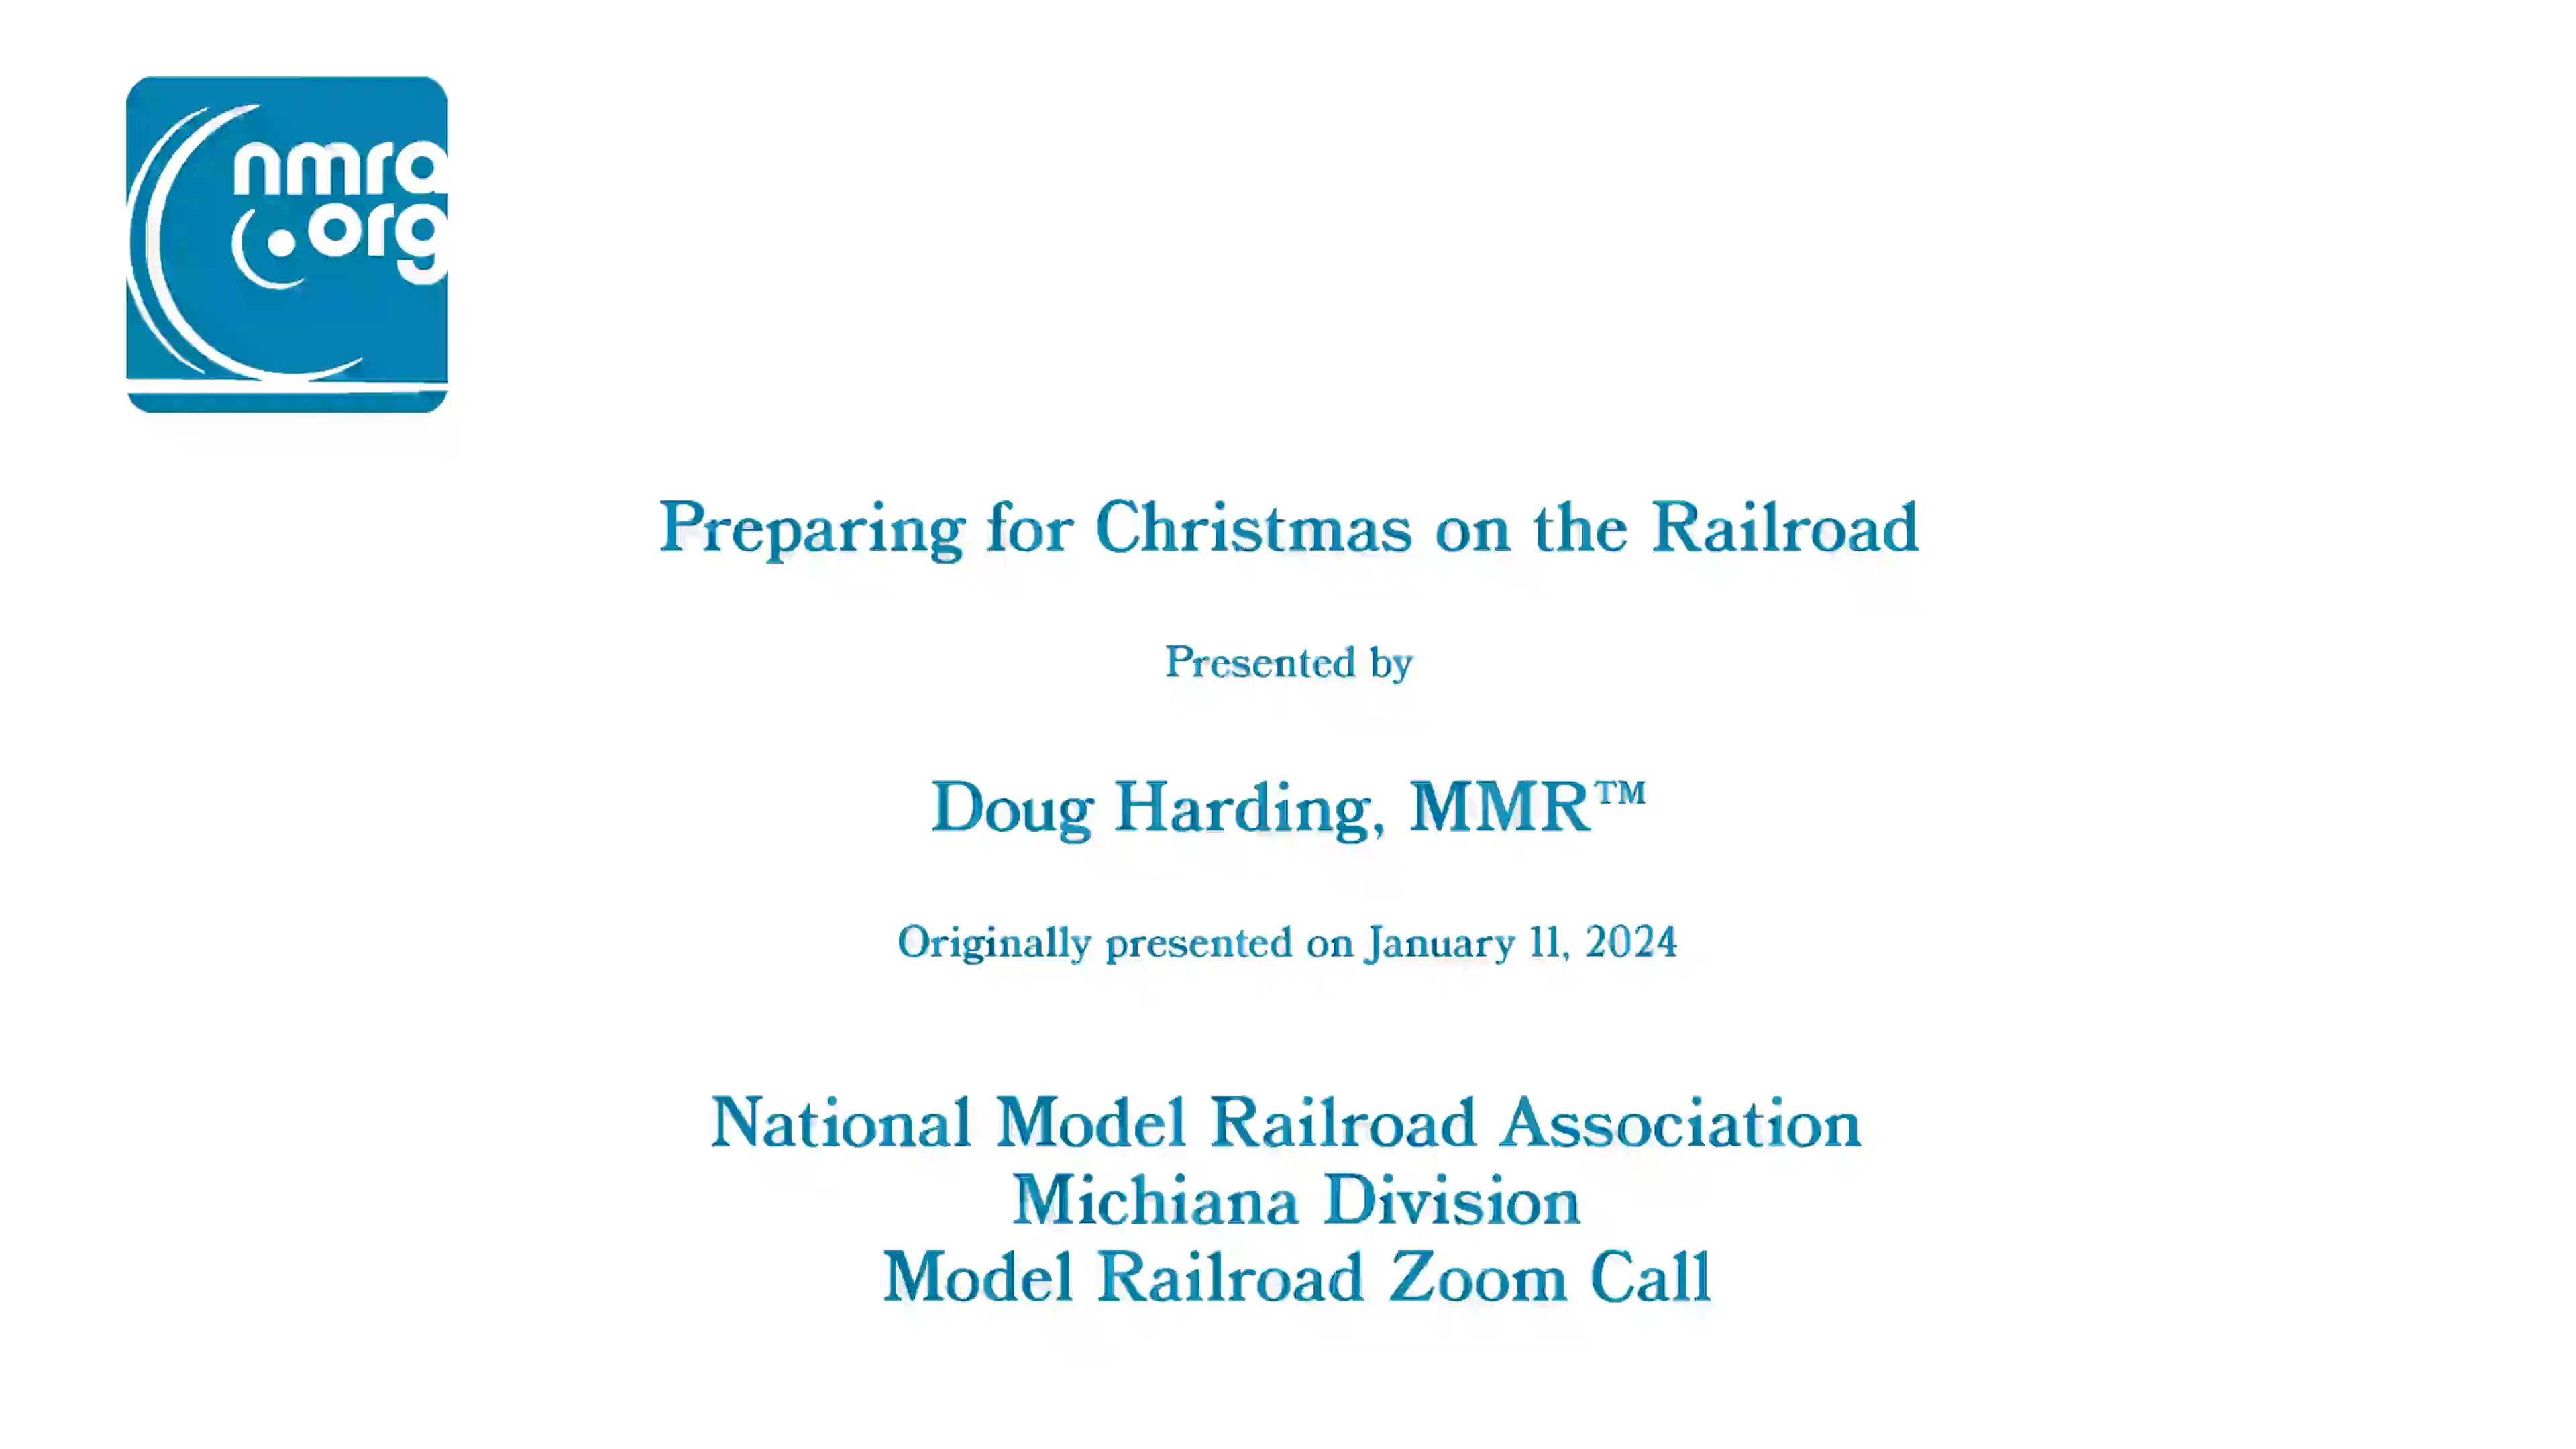 nmra
.org
Preparing for Christmas on the Railroad
Presented by
Doug Harding, MMR™
Originally presented on January 11, 2024
National Model Railroad Association
Michiana Division
Model Railroad Zoom Call